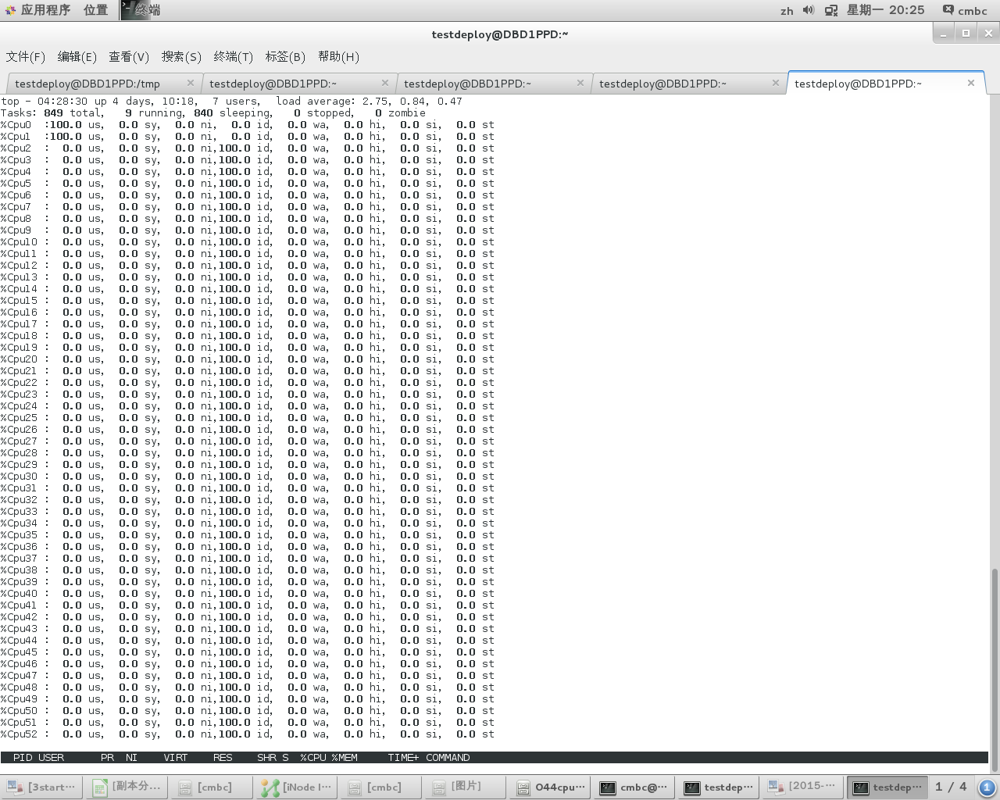 应用程序 位置 终端 zh 星期一 20:25 cmbc
testdeploy@DBD1PPD:~
文件(F) 编辑(E) 查看(V) 搜索(S) 终端(T) 标签(B) 帮助(H)
testdeploy@DBD1PPD:/tmp testdeploy@DBD1PPD:~ testdeploy@DBD1PPD:~ testdeploy@DBD1PPD:~ testdeploy@DBD1PPD:~
top - 04:28:30 up 4 days, 10:18, 7 users, load average: 2.75, 0.84, 0.47
Tasks: 849 total, 9 running, 840 sleeping, 0 stopped, 0 zombie
%Cpu0 :100.0 us, 0.0 sy, 0.0 ni, 0.0 id, 0.0 wa, 0.0 hi, 0.0 si, 0.0 st
%Cpu1 :100.0 us, 0.0 sy, 0.0 ni, 0.0 id, 0.0 wa, 0.0 hi, 0.0 si, 0.0 st
%Cpu2 : 0.0 us, 0.0 sy, 0.0 ni,100.0 id, 0.0 wa, 0.0 hi, 0.0 si, 0.0 st
%Cpu3 : 0.0 us, 0.0 sy, 0.0 ni,100.0 id, 0.0 wa, 0.0 hi, 0.0 si, 0.0 st
%Cpu4 : 0.0 us, 0.0 sy, 0.0 ni,100.0 id, 0.0 wa, 0.0 hi, 0.0 si, 0.0 st
%Cpu5 : 0.0 us, 0.0 sy, 0.0 ni,100.0 id, 0.0 wa, 0.0 hi, 0.0 si, 0.0 st
%Cpu6 : 0.0 us, 0.0 sy, 0.0 ni,100.0 id, 0.0 wa, 0.0 hi, 0.0 si, 0.0 st
%Cpu7 : 0.0 us, 0.0 sy, 0.0 ni,100.0 id, 0.0 wa, 0.0 hi, 0.0 si, 0.0 st
%Cpu8 : 0.0 us, 0.0 sy, 0.0 ni,100.0 id, 0.0 wa, 0.0 hi, 0.0 si, 0.0 st
%Cpu9 : 0.0 us, 0.0 sy, 0.0 ni,100.0 id, 0.0 wa, 0.0 hi, 0.0 si, 0.0 st
%Cpu10 : 0.0 us, 0.0 sy, 0.0 ni,100.0 id, 0.0 wa, 0.0 hi, 0.0 si, 0.0 st
%Cpu11 : 0.0 us, 0.0 sy, 0.0 ni,100.0 id, 0.0 wa, 0.0 hi, 0.0 si, 0.0 st
%Cpu12 : 0.0 us, 0.0 sy, 0.0 ni,100.0 id, 0.0 wa, 0.0 hi, 0.0 si, 0.0 st
%Cpu13 : 0.0 us, 0.0 sy, 0.0 ni,100.0 id, 0.0 wa, 0.0 hi, 0.0 si, 0.0 st
%Cpu14 : 0.0 us, 0.0 sy, 0.0 ni,100.0 id, 0.0 wa, 0.0 hi, 0.0 si, 0.0 st
%Cpu15 : 0.0 us, 0.0 sy, 0.0 ni,100.0 id, 0.0 wa, 0.0 hi, 0.0 si, 0.0 st
%Cpu16 : 0.0 us, 0.0 sy, 0.0 ni,100.0 id, 0.0 wa, 0.0 hi, 0.0 si, 0.0 st
%Cpu17 : 0.0 us, 0.0 sy, 0.0 ni,100.0 id, 0.0 wa, 0.0 hi, 0.0 si, 0.0 st
%Cpu18 : 0.0 us, 0.0 sy, 0.0 ni,100.0 id, 0.0 wa, 0.0 hi, 0.0 si, 0.0 st
%Cpu19 : 0.0 us, 0.0 sy, 0.0 ni,100.0 id, 0.0 wa, 0.0 hi, 0.0 si, 0.0 st
%Cpu20 : 0.0 us, 0.0 sy, 0.0 ni,100.0 id, 0.0 wa, 0.0 hi, 0.0 si, 0.0 st
%Cpu21 : 0.0 us, 0.0 sy, 0.0 ni,100.0 id, 0.0 wa, 0.0 hi, 0.0 si, 0.0 st
%Cpu22 : 0.0 us, 0.0 sy, 0.0 ni,100.0 id, 0.0 wa, 0.0 hi, 0.0 si, 0.0 st
%Cpu23 : 0.0 us, 0.0 sy, 0.0 ni,100.0 id, 0.0 wa, 0.0 hi, 0.0 si, 0.0 st
%Cpu24 : 0.0 us, 0.0 sy, 0.0 ni,100.0 id, 0.0 wa, 0.0 hi, 0.0 si, 0.0 st
%Cpu25 : 0.0 us, 0.0 sy, 0.0 ni,100.0 id, 0.0 wa, 0.0 hi, 0.0 si, 0.0 st
%Cpu26 : 0.0 us, 0.0 sy, 0.0 ni,100.0 id, 0.0 wa, 0.0 hi, 0.0 si, 0.0 st
%Cpu27 : 0.0 us, 0.0 sy, 0.0 ni,100.0 id, 0.0 wa, 0.0 hi, 0.0 si, 0.0 st
%Cpu28 : 0.0 us, 0.0 sy, 0.0 ni,100.0 id, 0.0 wa, 0.0 hi, 0.0 si, 0.0 st
%Cpu29 : 0.0 us, 0.0 sy, 0.0 ni,100.0 id, 0.0 wa, 0.0 hi, 0.0 si, 0.0 st
%Cpu30 : 0.0 us, 0.0 sy, 0.0 ni,100.0 id, 0.0 wa, 0.0 hi, 0.0 si, 0.0 st
%Cpu31 : 0.0 us, 0.0 sy, 0.0 ni,100.0 id, 0.0 wa, 0.0 hi, 0.0 si, 0.0 st
%Cpu32 : 0.0 us, 0.0 sy, 0.0 ni,100.0 id, 0.0 wa, 0.0 hi, 0.0 si, 0.0 st
%Cpu33 : 0.0 us, 0.0 sy, 0.0 ni,100.0 id, 0.0 wa, 0.0 hi, 0.0 si, 0.0 st
%Cpu34 : 0.0 us, 0.0 sy, 0.0 ni,100.0 id, 0.0 wa, 0.0 hi, 0.0 si, 0.0 st
%Cpu35 : 0.0 us, 0.0 sy, 0.0 ni,100.0 id, 0.0 wa, 0.0 hi, 0.0 si, 0.0 st
%Cpu36 : 0.0 us, 0.0 sy, 0.0 ni,100.0 id, 0.0 wa, 0.0 hi, 0.0 si, 0.0 st
%Cpu37 : 0.0 us, 0.0 sy, 0.0 ni,100.0 id, 0.0 wa, 0.0 hi, 0.0 si, 0.0 st
%Cpu38 : 0.0 us, 0.0 sy, 0.0 ni,100.0 id, 0.0 wa, 0.0 hi, 0.0 si, 0.0 st
%Cpu39 : 0.0 us, 0.0 sy, 0.0 ni,100.0 id, 0.0 wa, 0.0 hi, 0.0 si, 0.0 st
%Cpu40 : 0.0 us, 0.0 sy, 0.0 ni,100.0 id, 0.0 wa, 0.0 hi, 0.0 si, 0.0 st
%Cpu41 : 0.0 us, 0.0 sy, 0.0 ni,100.0 id, 0.0 wa, 0.0 hi, 0.0 si, 0.0 st
%Cpu42 : 0.0 us, 0.0 sy, 0.0 ni,100.0 id, 0.0 wa, 0.0 hi, 0.0 si, 0.0 st
%Cpu43 : 0.0 us, 0.0 sy, 0.0 ni,100.0 id, 0.0 wa, 0.0 hi, 0.0 si, 0.0 st
%Cpu44 : 0.0 us, 0.0 sy, 0.0 ni,100.0 id, 0.0 wa, 0.0 hi, 0.0 si, 0.0 st
%Cpu45 : 0.0 us, 0.0 sy, 0.0 ni,100.0 id, 0.0 wa, 0.0 hi, 0.0 si, 0.0 st
%Cpu46 : 0.0 us, 0.0 sy, 0.0 ni,100.0 id, 0.0 wa, 0.0 hi, 0.0 si, 0.0 st
%Cpu47 : 0.0 us, 0.0 sy, 0.0 ni,100.0 id, 0.0 wa, 0.0 hi, 0.0 si, 0.0 st
%Cpu48 : 0.0 us, 0.0 sy, 0.0 ni,100.0 id, 0.0 wa, 0.0 hi, 0.0 si, 0.0 st
%Cpu49 : 0.0 us, 0.0 sy, 0.0 ni,100.0 id, 0.0 wa, 0.0 hi, 0.0 si, 0.0 st
%Cpu50 : 0.0 us, 0.0 sy, 0.0 ni,100.0 id, 0.0 wa, 0.0 hi, 0.0 si, 0.0 st
%Cpu51 : 0.0 us, 0.0 sy, 0.0 ni,100.0 id, 0.0 wa, 0.0 hi, 0.0 si, 0.0 st
%Cpu52 : 0.0 us, 0.0 sy, 0.0 ni,100.0 id, 0.0 wa, 0.0 hi, 0.0 si, 0.0 st
PID USER PR NI VIRT RES SHR S %CPU %MEM TIME+ COMMAND
[3start··· [副本分··· [cmbc] [iNode I··· [cmbc] [图片] 044cpu··· cmbc@··· testdep··· [2015-··· testdep··· 1 / 4 1